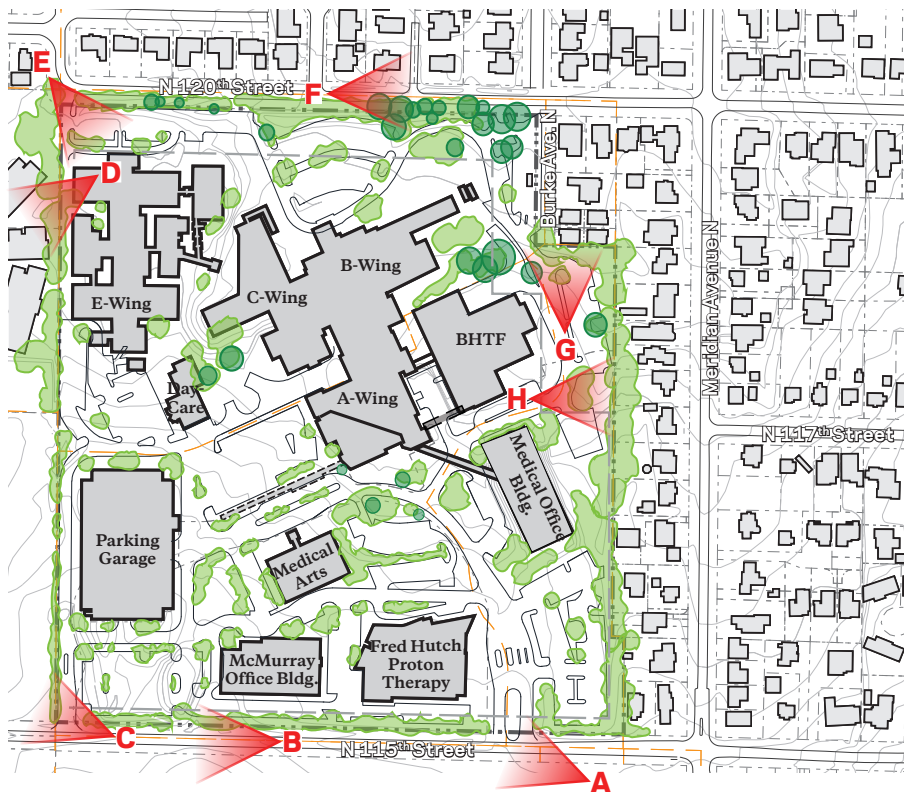 E
N 120th Street
F
Burke Ave. N
D
B-Wing
C-Wing
E-Wing
Meridian Avenue N
BHTF
G
Day
Care
A-Wing
H
N 117th Street
Medical Office
Bldg.
Parking
Garage
Medical
Arts
Fred Hutch
Proton
Therapy
McMurray
Office Bldg.
C
B
N 115th Street
A